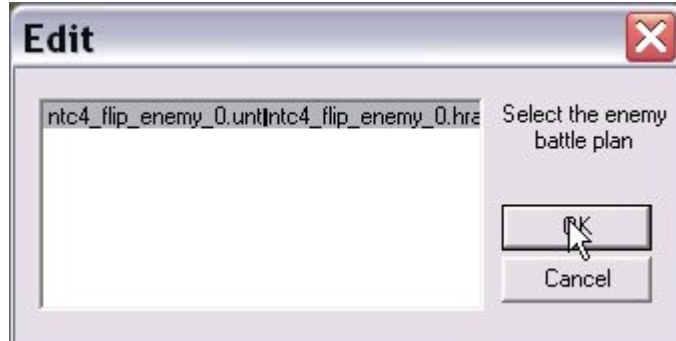 Edit
ntc4_flip_enemy_0.unt|ntc4_flip_enemy_0.hra
Select the enemy
battle plan
OK
Cancel